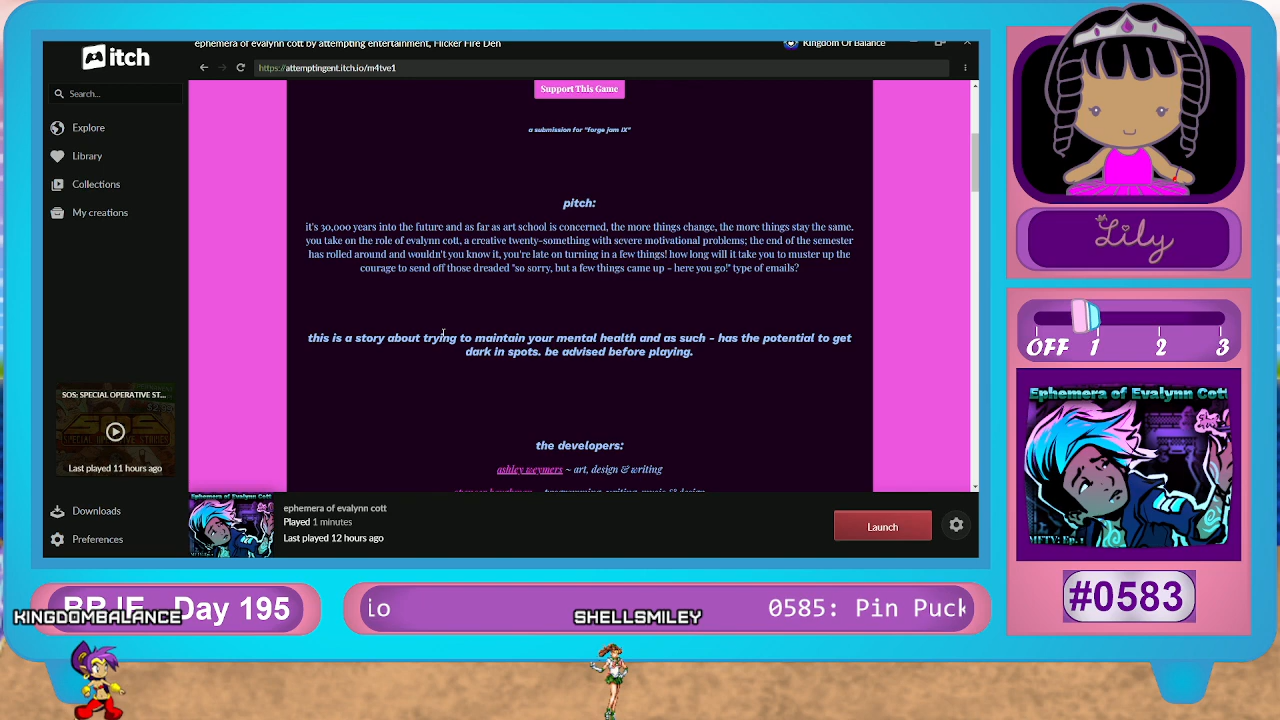 ephemera of evalynn cott by attempting entertainment, Flicker Fire Den
Kingdom Of Balance
itch
https://attemptingent.itch.io/m4tve1
Search...
Explore
Library
Collections
My creations
SOS: SPECIAL OPERATIVE ST...
Last played 11 hours ago
Downloads
Preferences
Support This Game
a submission for "forge jam IX"
pitch:
it's 30,000 years into the future and as far as art school is concerned, the more things change, the more things stay the same.
you take on the role of evalynn cott, a creative twenty-something with severe motivational problems; the end of the semester
has rolled around and wouldn't you know it, you're late on turning in a few things! how long will it take you to muster up the
courage to send off those dreaded "so sorry, but a few things came up - here you go!" type of emails?
this is a story about trying to maintain your mental health and as such - has the potential to get
dark in spots. be advised before playing.
the developers:
ashley weymers ~ art, design & writing
ephemera of evalynn cott
Played 1 minutes
Last played 12 hours ago
Launch
Lily
OFF 1 2 3
Ephemera of Evalynn Cott
MFTY: Ep. 1
#0583
Day 195
io
0585: Pin Puck
KINGDOMBALANCE
SHELLSMILEY